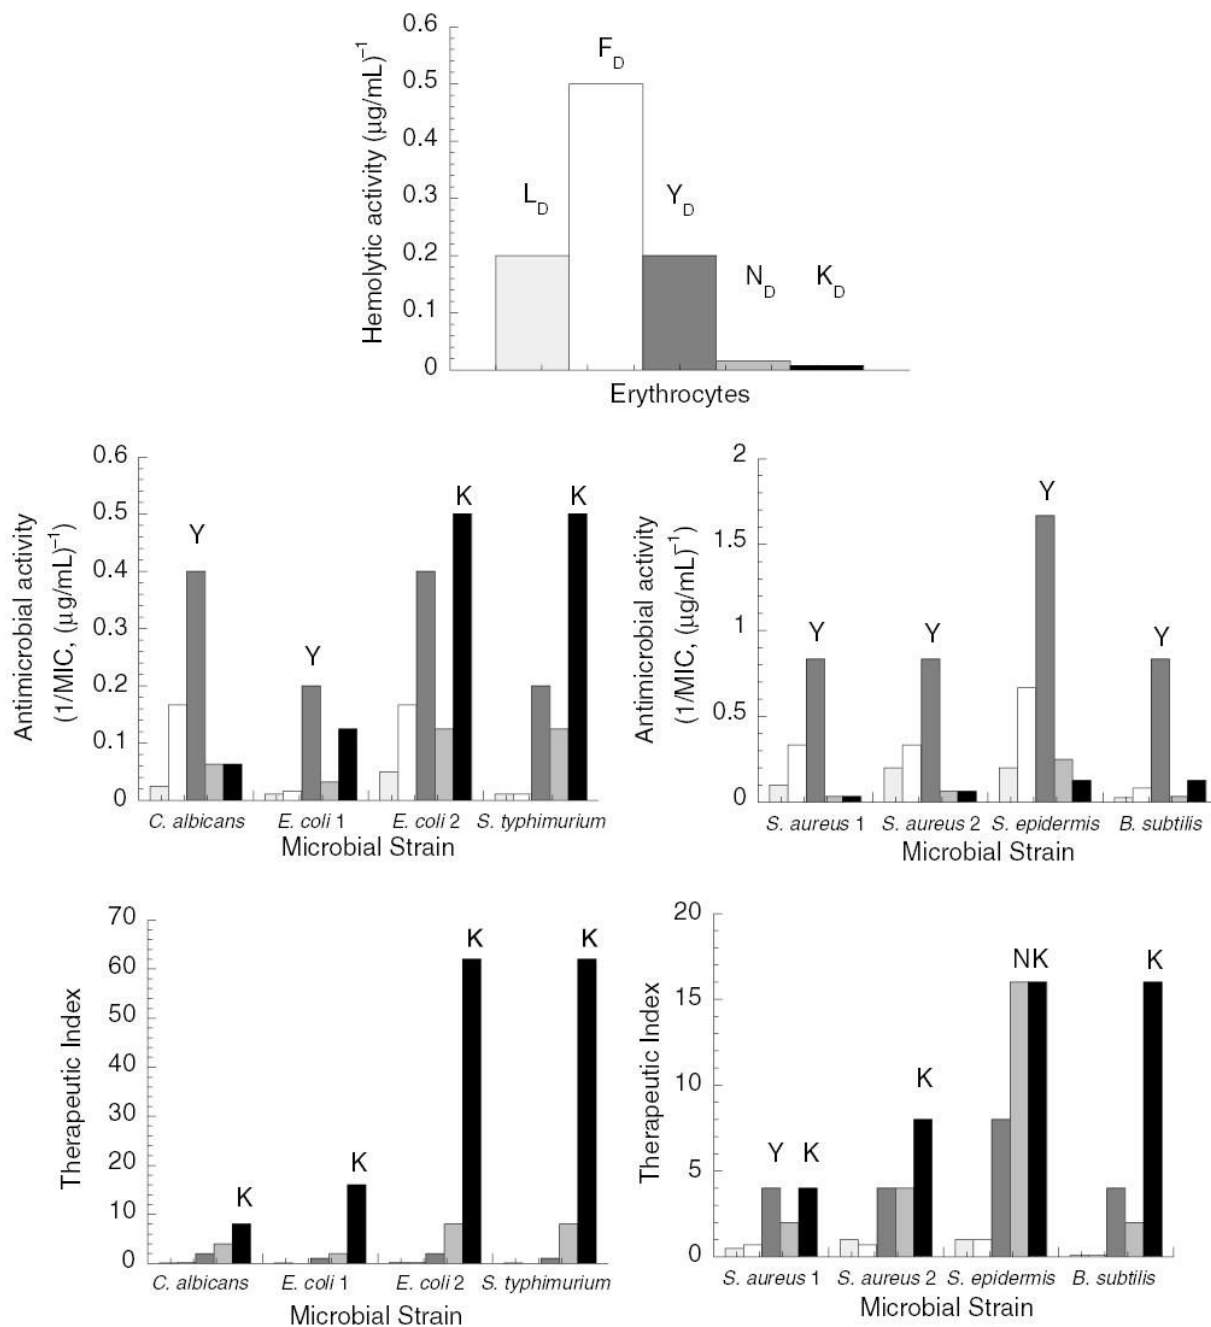 Hemolytic activity (µg/mL)⁻¹
0.6
0.5
0.4
0.3
0.2
0.1
0
L_D
F_D
Y_D
N_D
K_D
Erythrocytes
Antimicrobial activity
(1/MIC, (µg/mL)⁻¹)
0.6
0.5
0.4
0.3
0.2
0.1
0
Y
Y
K
K
C. albicans E. coli 1 E. coli 2 S. typhimurium
Microbial Strain
Antimicrobial activity
(1/MIC, (µg/mL)⁻¹)
2
1.5
1
0.5
0
Y
Y
Y
Y
S. aureus 1 S. aureus 2 S. epidermis B. subtilis
Microbial Strain
Therapeutic Index
70
60
50
40
30
20
10
0
K
K
K
K
C. albicans E. coli 1 E. coli 2 S. typhimurium
Microbial Strain
Therapeutic Index
20
15
10
5
0
Y K
K
NK
K
S. aureus 1 S. aureus 2 S. epidermis B. subtilis
Microbial Strain